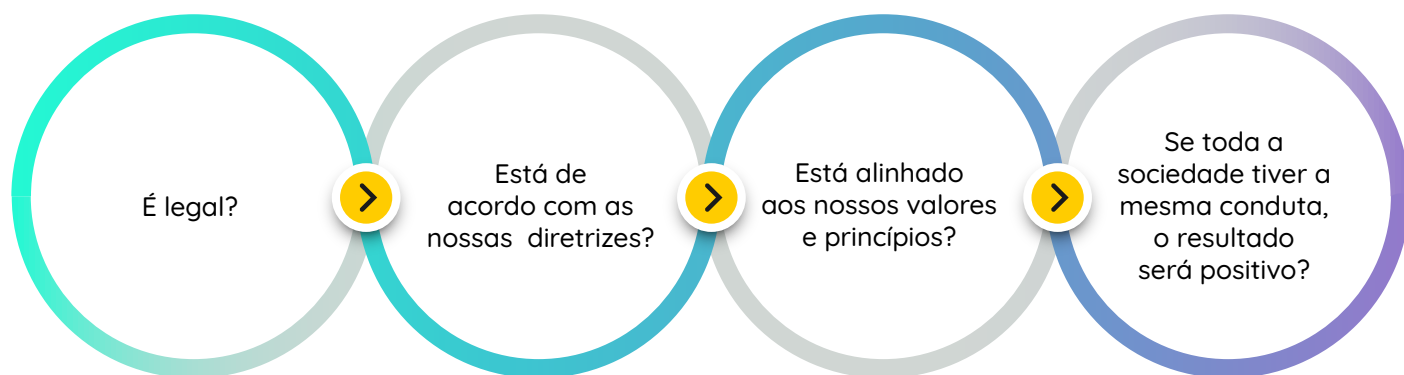 É legal?
Está de
acordo com as
nossas  diretrizes?
Está alinhado
aos nossos valores
e princípios?
Se toda a
sociedade tiver a
mesma conduta,
o resultado
será positivo?